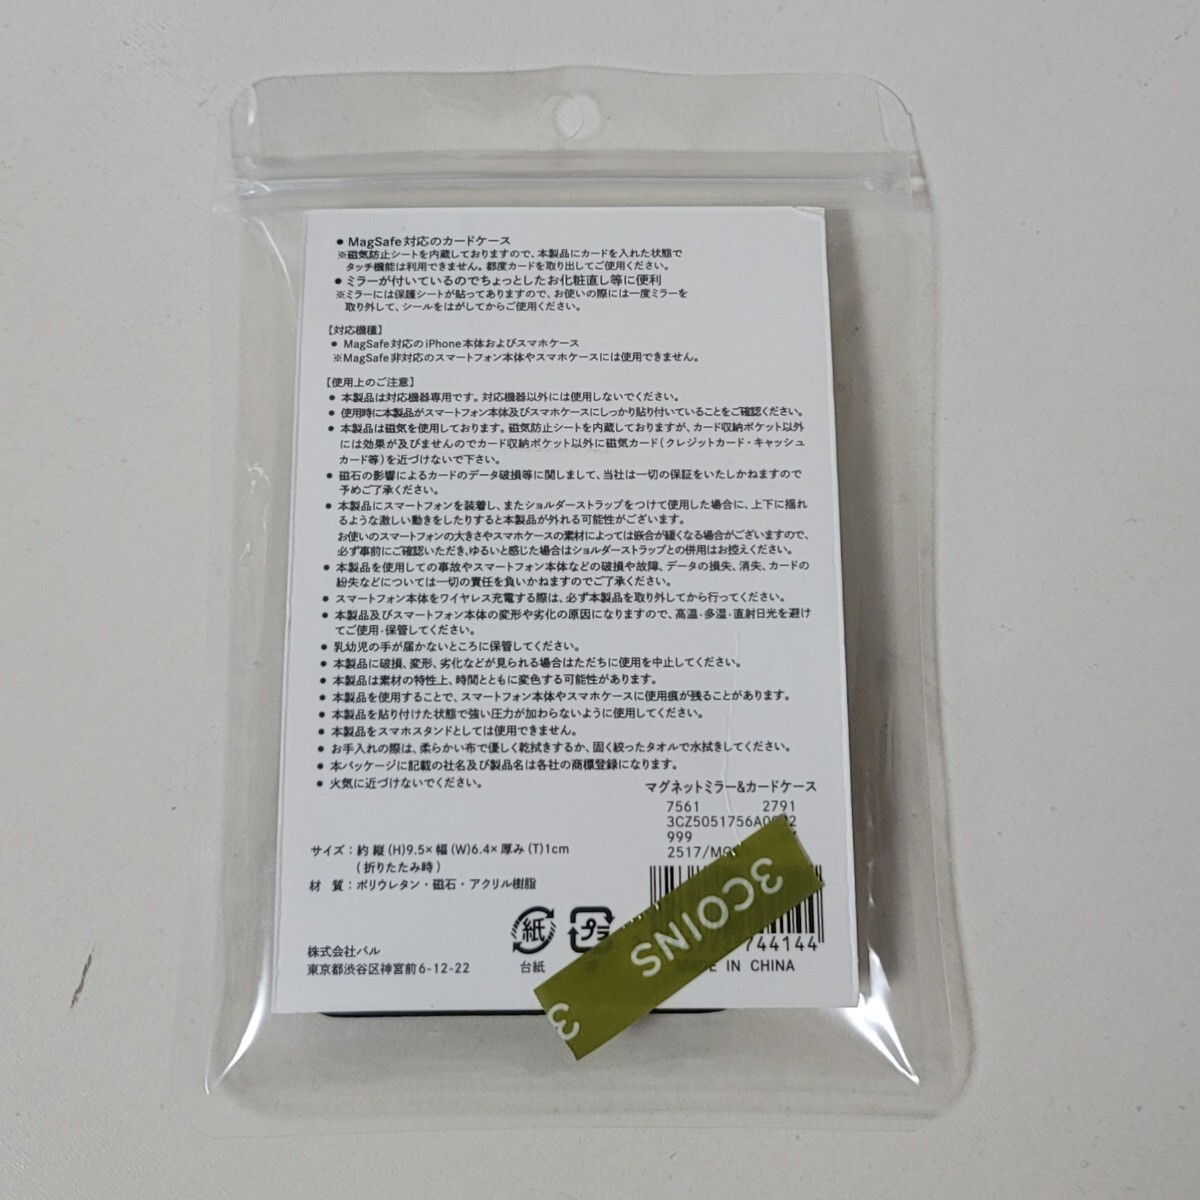 ● MagSafe対応のカードケース
※磁気防止シートを内蔵しておりますので、本製品にカードを入れた状態で
タッチ機能は利用できません。都度カードを取り出してご使用ください。
● ミラーが付いているのでちょっとしたお化粧直し等に便利
※ミラーには保護シートが貼ってありますので、お使いの際には一度ミラーを
取り外して、シールをはがしてからご使用ください。
【対応機種】
● MagSafe対応のiPhone本体およびスマホケース
※MagSafe非対応のスマートフォン本体やスマホケースには使用できません。
【使用上のご注意】
● 本製品は対応機器専用です。対応機器以外には使用しないでください。
● 使用時に本製品がスマートフォン本体及びスマホケースにしっかり貼り付いていることをご確認ください。
● 本製品は磁気を使用しております。磁気防止シートを内蔵しておりますが、カード収納ポケット以外
には効果が及びませんのでカード収納ポケット以外に磁気カード(クレジットカード・キャッシュ
カード等)を近づけないで下さい。
● 磁石の影響によるカードのデータ破損等に関しまして、当社は一切の保証をいたしかねますので
予めご了承ください。
● 本製品にスマートフォンを装着し、またショルダーストラップをつけて使用した場合に、上下に揺れ
るような激しい動きをしたりすると本製品が外れる可能性がございます。
お使いのスマートフォンの大きさやスマホケースの素材によっては嵌合が緩くなる場合がございますので、
必ず事前にご確認いただき、ゆるいと感じた場合はショルダーストラップとの併用はお控えください。
● 本製品を使用しての事故やスマートフォン本体などの破損や故障、データの損失、消失、カードの
紛失などについては一切の責任を負いかねますのでご了承ください。
● スマートフォン本体をワイヤレス充電する際は、必ず本製品を取り外してから行ってください。
● 本製品及びスマートフォン本体の変形や劣化の原因になりますので、高温・多湿・直射日光を避け
てご使用・保管してください。
● 乳幼児の手が届かないところに保管してください。
● 本製品に破損、変形、劣化などが見られる場合はただちに使用を中止してください。
● 本製品は素材の特性上、時間とともに変色する可能性があります。
● 本製品を使用することで、スマートフォン本体やスマホケースに使用痕が残ることがあります。
● 本製品を貼り付けた状態で強い圧力が加わらないように使用してください。
● 本製品をスマホスタンドとしては使用できません。
● お手入れの際は、柔らかい布で優しく乾拭きするか、固く絞ったタオルで水拭きしてください。
● 本パッケージに記載の社名及び製品名は各社の商標登録になります。
● 火気に近づけないでください。
マグネットミラー&カードケース
7561 2791
3CZ5051756A0
999
2517/M
サイズ：約 縦(H)9.5×幅(W)6.4×厚み(T)1cm
(折りたたみ時)
材 質：ポリウレタン・磁石・アクリル樹脂
紙
台紙
プラ
744144
MADE IN CHINA
株式会社パル
東京都渋谷区神宮前6-12-22
3COINS
3